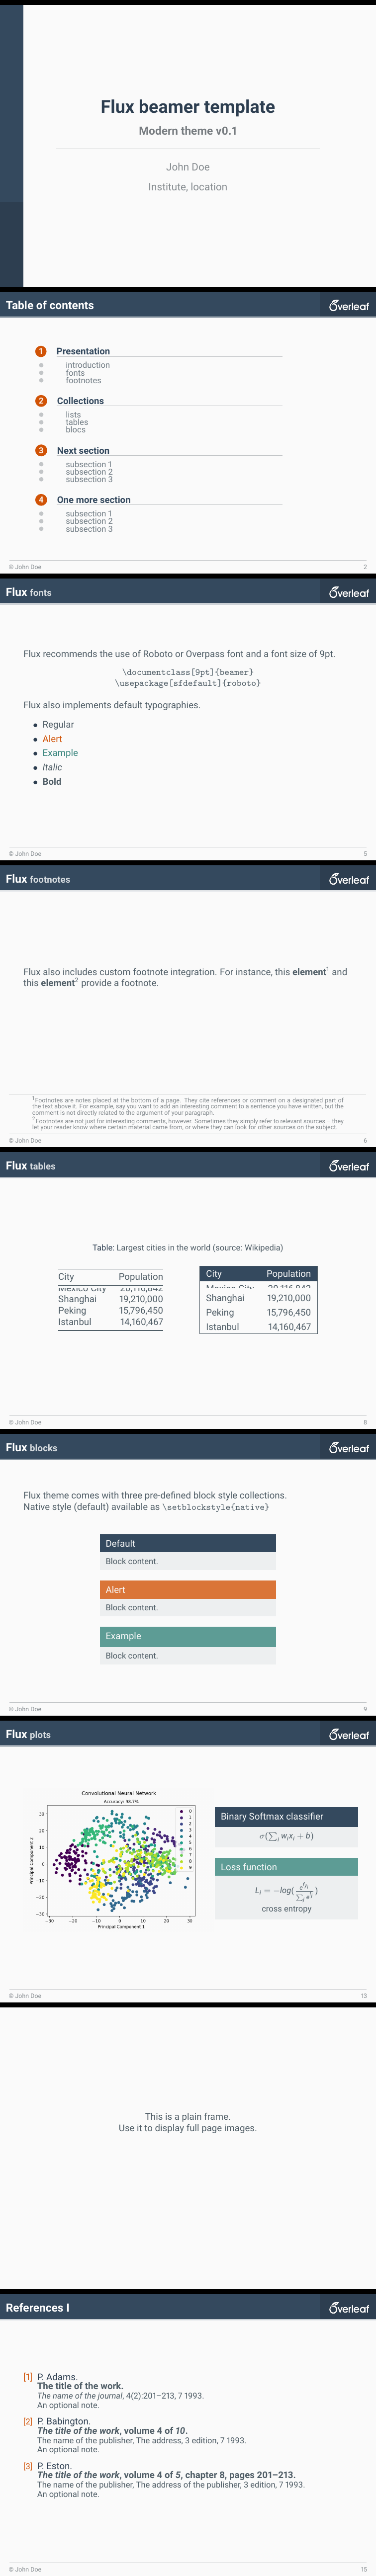 Flux beamer template
Modern theme v0.1
John Doe
Institute, location
Table of contents
Overleaf
1 Presentation
introduction
fonts
footnotes
2 Collections
lists
tables
blocs
3 Next section
subsection 1
subsection 2
subsection 3
4 One more section
subsection 1
subsection 2
subsection 3
© John Doe 2
Flux fonts
Overleaf
Flux recommends the use of Roboto or Overpass font and a font size of 9pt.
\documentclass[9pt]{beamer}
\usepackage[sfdefault]{roboto}
Flux also implements default typographies.
• Regular
• Alert
• Example
• Italic
• Bold
© John Doe 5
Flux footnotes
Overleaf
Flux also includes custom footnote integration. For instance, this element1 and
this element2 provide a footnote.
1Footnotes are notes placed at the bottom of a page. They cite references or comment on a designated part of
the text above it. For example, say you want to add an interesting comment to a sentence you have written, but the
comment is not directly related to the argument of your paragraph.
2Footnotes are not just for interesting comments, however. Sometimes they simply refer to relevant sources – they
let your reader know where certain material came from, or where they can look for other sources on the subject.
© John Doe 6
Flux tables
Overleaf
Table: Largest cities in the world (source: Wikipedia)
City Population
Mexico City 20,116,842
Shanghai 19,210,000
Peking 15,796,450
Istanbul 14,160,467
City Population
Mexico City 20,116,842
Shanghai 19,210,000
Peking 15,796,450
Istanbul 14,160,467
© John Doe 8
Flux blocks
Overleaf
Flux theme comes with three pre-defined block style collections.
Native style (default) available as \setblockstyle{native}
Default
Block content.
Alert
Block content.
Example
Block content.
© John Doe 9
Flux plots
Overleaf
Convolutional Neural Network
Accuracy: 98.7%
Principal Component 2
30
20
10
0
−10
−20
−30
−30 −20 −10 0 10 20 30
Principal Component 1
0
1
2
3
4
5
6
7
8
9
Binary Softmax classifier
σ(∑i wixi + b)
Loss function
Li = −log(e^fyi / ∑j e^fj)
cross entropy
© John Doe 13
This is a plain frame.
Use it to display full page images.
References I
Overleaf
[1] P. Adams.
The title of the work.
The name of the journal, 4(2):201–213, 7 1993.
An optional note.
[2] P. Babington.
The title of the work, volume 4 of 10.
The name of the publisher, The address, 3 edition, 7 1993.
An optional note.
[3] P. Eston.
The title of the work, volume 4 of 5, chapter 8, pages 201–213.
The name of the publisher, The address of the publisher, 3 edition, 7 1993.
An optional note.
© John Doe 15